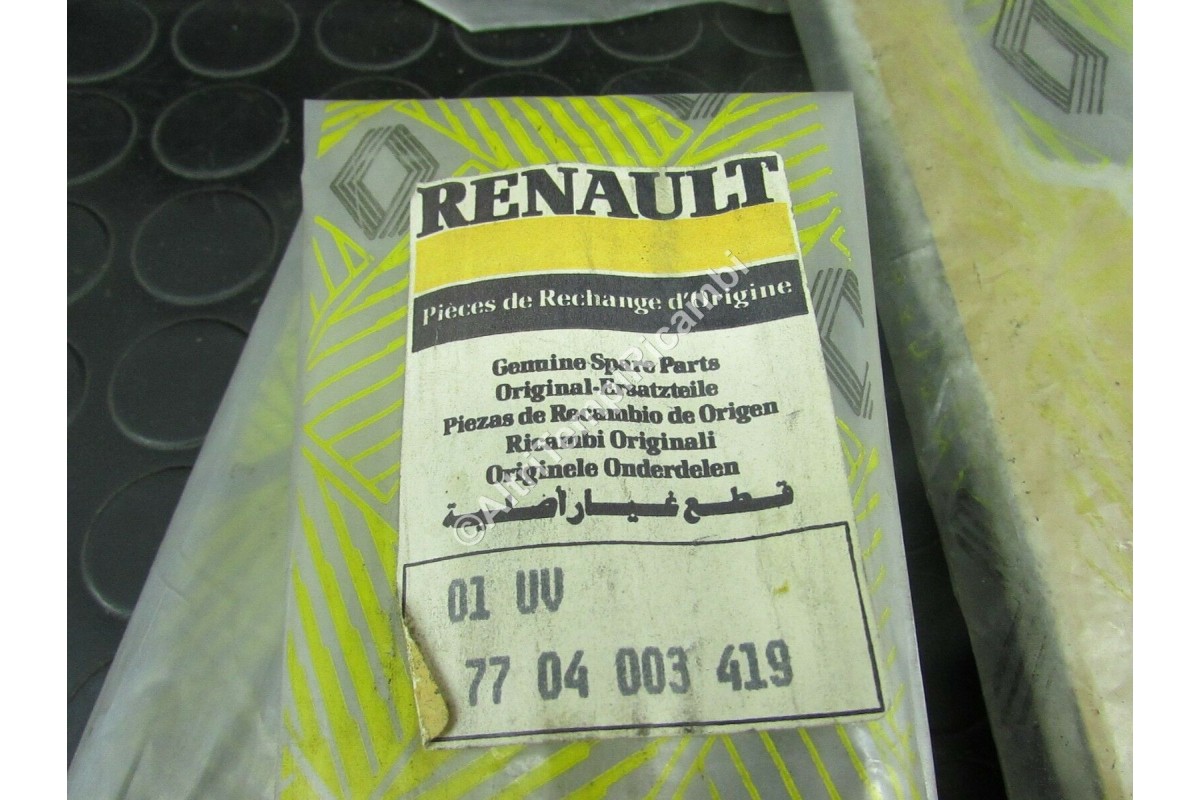 RENAULT
Pièces de Rechange d'Origine
Genuine Spare Parts
Original-Ersatzteile
Piezas de Recambio de Origen
Ricambi Originali
Originele Onderdelen
قطع غيار أصلية
01 UV
77 04 003 419
©AltritempiRicambi